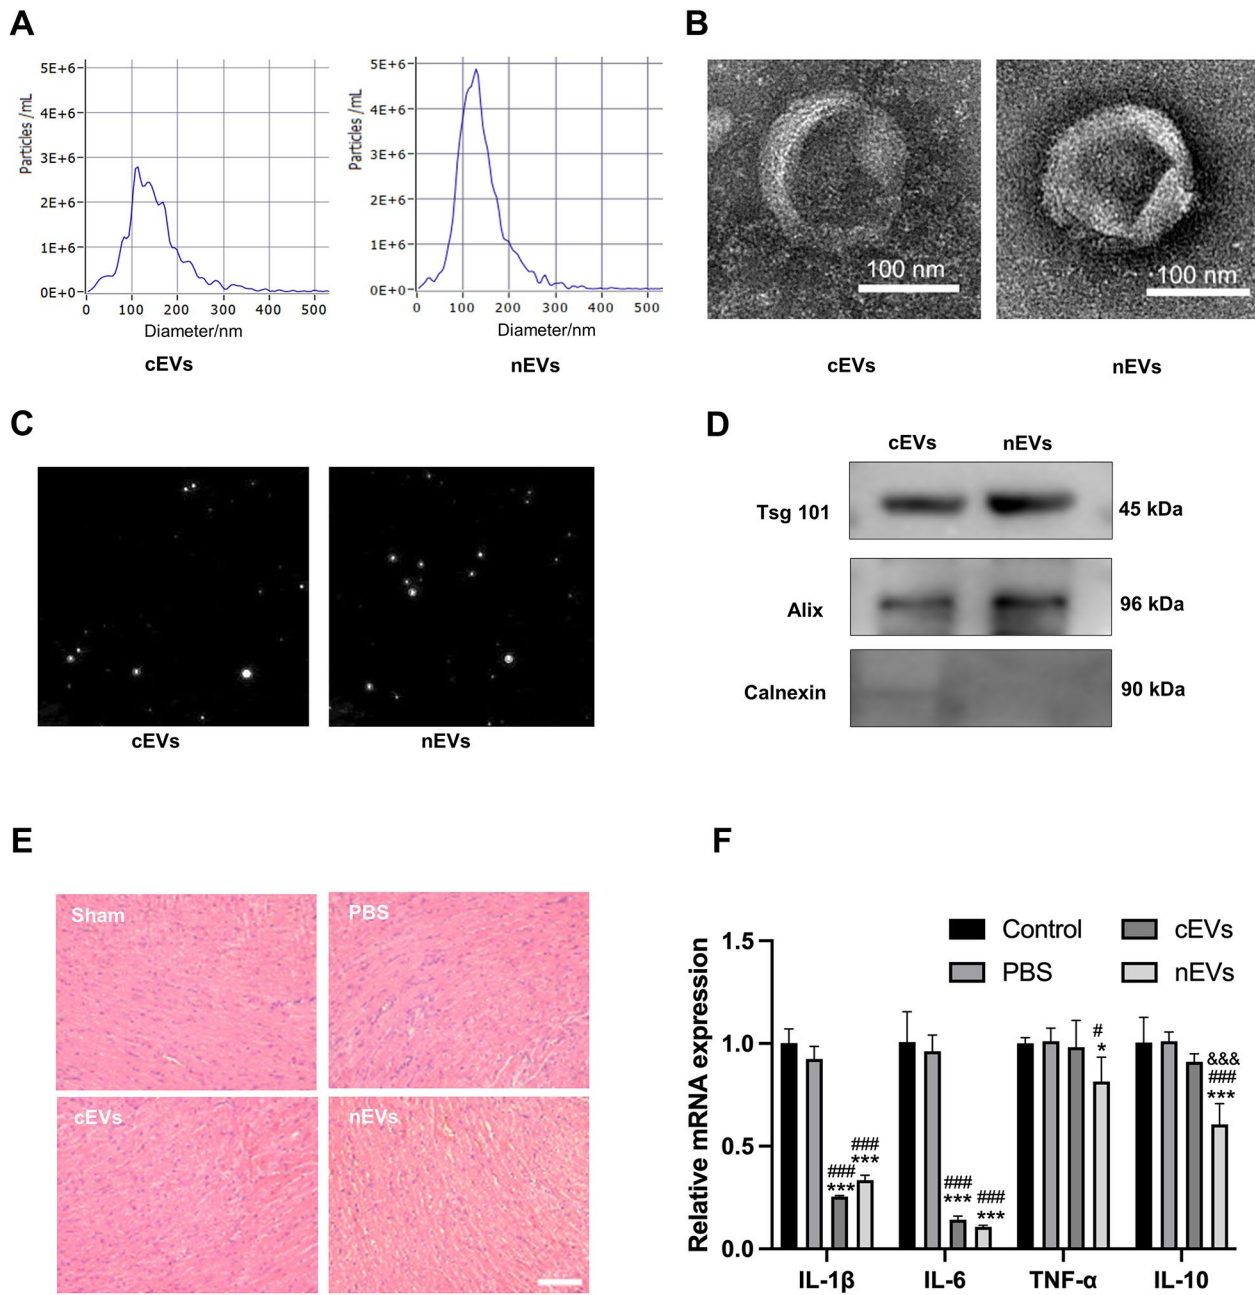 A
5E+6
4E+6
3E+6
2E+6
1E+6
0E+0
Particles /mL
0 100 200 300 400 500
Diameter/nm
cEVs
5E+6
4E+6
3E+6
2E+6
1E+6
0E+0
Particles /mL
0 100 200 300 400 500
Diameter/nm
nEVs
B
100 nm
100 nm
cEVs
nEVs
C
cEVs
nEVs
D
cEVs nEVs
Tsg 101
45 kDa
Alix
96 kDa
Calnexin
90 kDa
E
Sham
PBS
cEVs
nEVs
F
Control
cEVs
PBS
nEVs
Relative mRNA expression
1.5
1.0
0.5
0.0
###
***
###
***
###
***
###
***
#
*
&&&
###
***
IL-1β
IL-6
TNF-α
IL-10